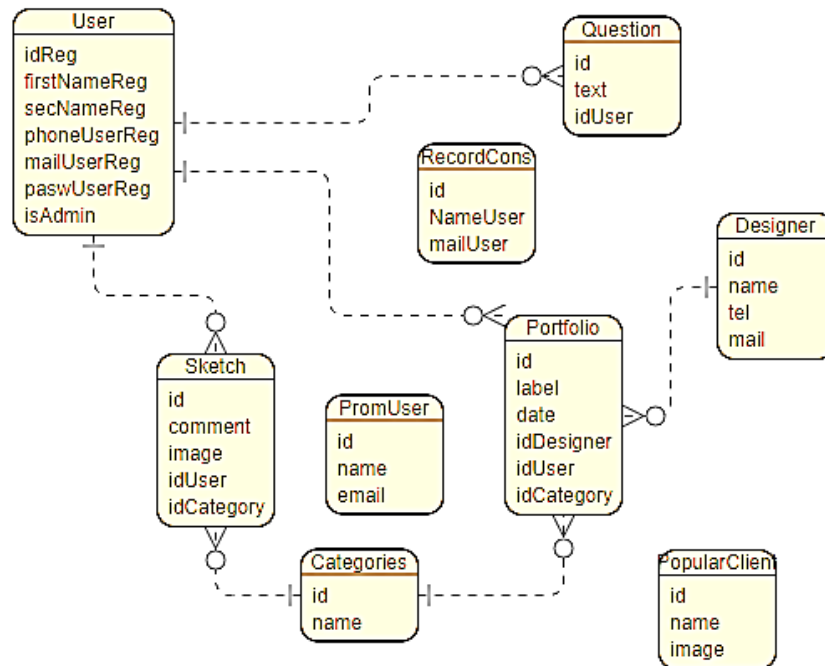 User
idReg
firstNameReg
secNameReg
phoneUserReg
mailUserReg
paswUserReg
isAdmin
Question
id
text
idUser
RecordCons
id
NameUser
mailUser
Designer
id
name
tel
mail
Portfolio
id
label
date
idDesigner
idUser
idCategory
Sketch
id
comment
image
idUser
idCategory
PromUser
id
name
email
Categories
id
name
PopularClient
id
name
image